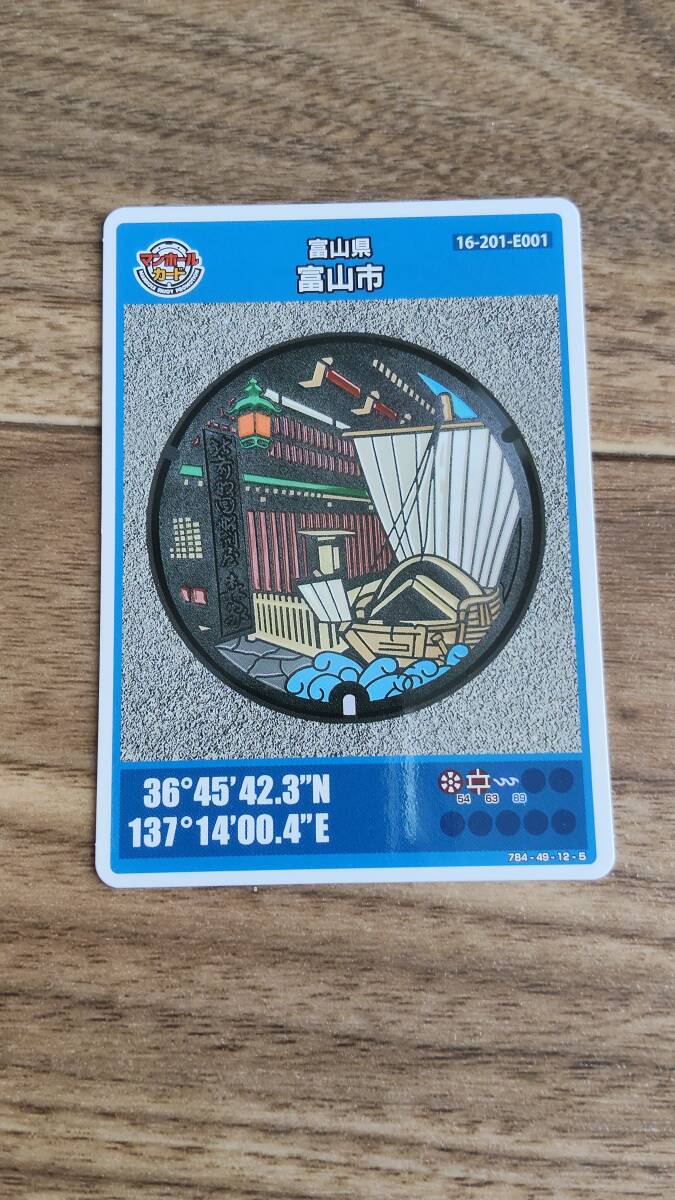 マンホール
カード
富山県
富山市
16-201-E001
36°45'42.3"N
137°14'00.4"E
54 63 89
784-49-12-5